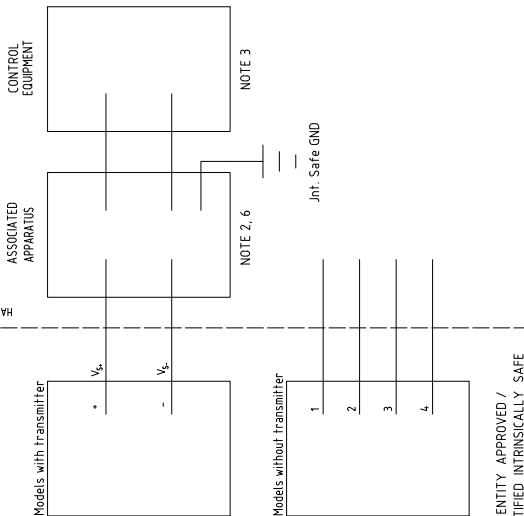 CONTROL
EQUIPMENT
NOTE 3
ASSOCIATED
APPARATUS
NOTE 2, 6
Jnt. Safe GND
HA
Models with transmitter
+
Vs+
-
Vs-
Models without transmitter
1
2
3
4
ENTITY APPROVED /
TIFIED INTRINSICALLY SAFE